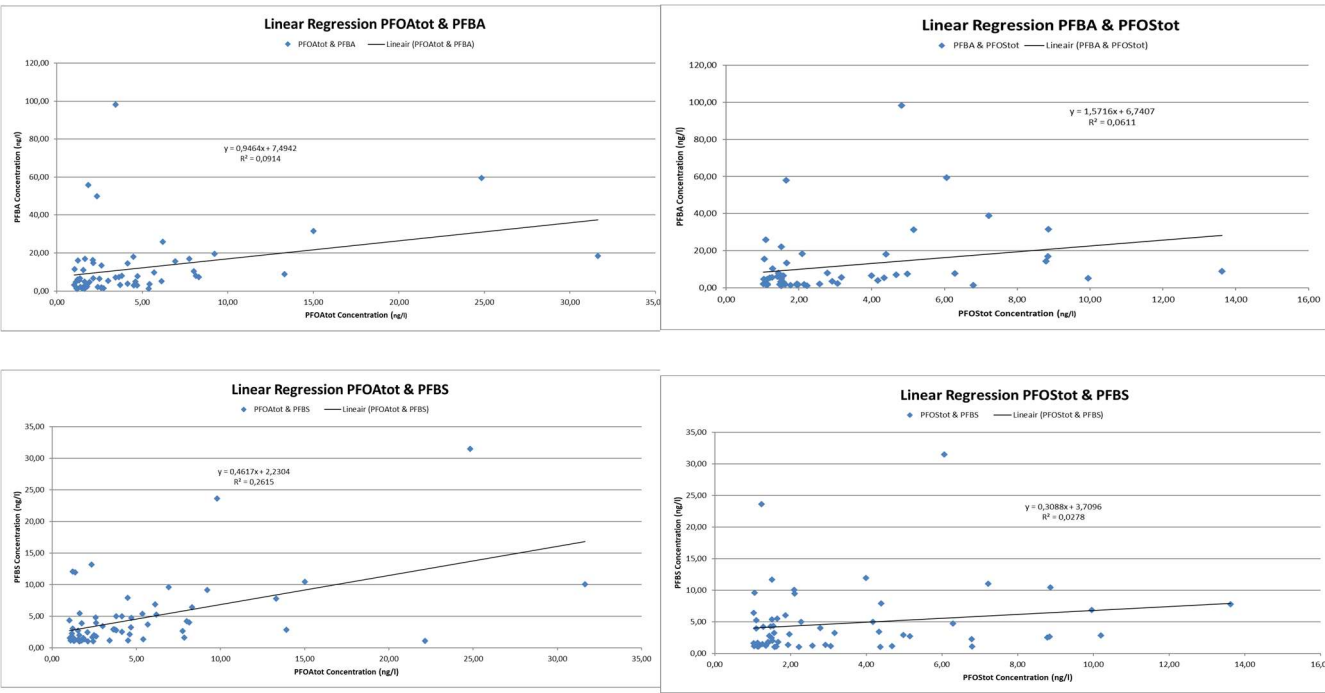 Linear Regression PFOAtot & PFBA
PFOAtot & PFBA
Lineair (PFOAtot & PFBA)
120,00
100,00
80,00
60,00
40,00
20,00
0,00
PFBA Concentration (ng/l)
y = 0,9464x + 7,4942
R² = 0,0914
0,00 5,00 10,00 15,00 20,00 25,00 30,00 35,0
PFOAtot Concentration (ng/l)
Linear Regression PFBA & PFOStot
PFBA & PFOStot
Lineair (PFBA & PFOStot)
120,00
100,00
80,00
60,00
40,00
20,00
0,00
PFBA Concentration (ng/l)
y = 1,5716x + 6,7407
R² = 0,0611
0,00 2,00 4,00 6,00 8,00 10,00 12,00 14,00 16,00
PFOStot Concentration (ng/l)
Linear Regression PFOAtot & PFBS
PFOAtot & PFBS
Lineair (PFOAtot & PFBS)
35,00
30,00
25,00
20,00
15,00
10,00
5,00
0,00
PFBS Concentration (ng/l)
y = 0,4617x + 2,2304
R² = 0,2615
0,00 5,00 10,00 15,00 20,00 25,00 30,00 35,00
PFOAtot Concentration (ng/l)
Linear Regression PFOStot & PFBS
PFOStot & PFBS
Lineair (PFOStot & PFBS)
35,00
30,00
25,00
20,00
15,00
10,00
5,00
0,00
PFBS Concentration (ng/l)
y = 0,3088x + 3,7096
R² = 0,0278
0,00 2,00 4,00 6,00 8,00 10,00 12,00 14,00 16,0
PFOStot Concentration (ng/l)